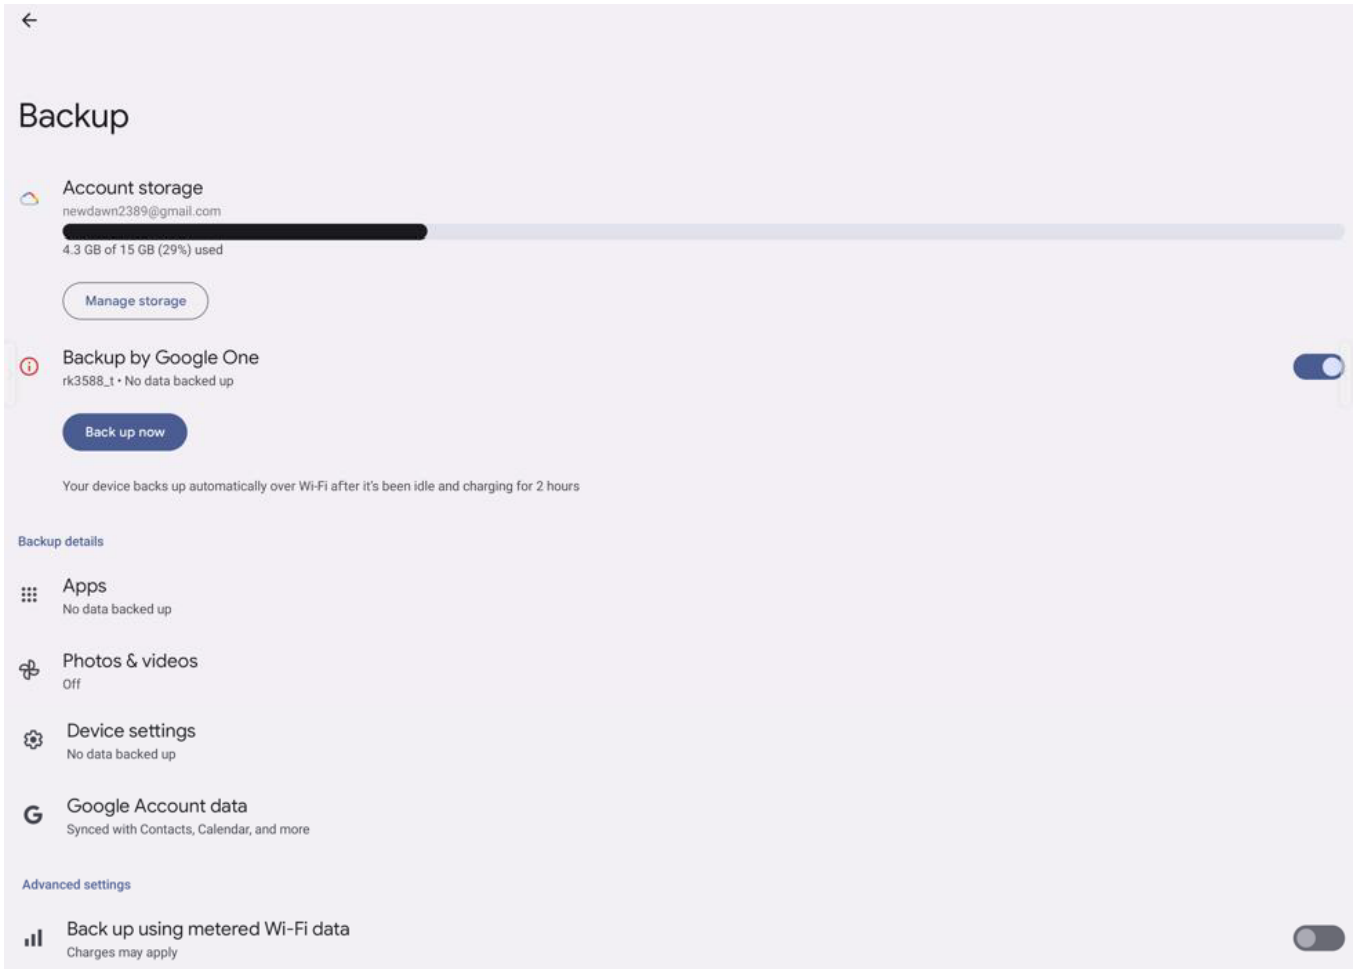 Backup
Account storage
newdawn2389@gmail.com
4.3 GB of 15 GB (29%) used
Manage storage
Backup by Google One
rk3588_t • No data backed up
Back up now
Your device backs up automatically over Wi-Fi after it's been idle and charging for 2 hours
Backup details
Apps
No data backed up
Photos & videos
Off
Device settings
No data backed up
Google Account data
Synced with Contacts, Calendar, and more
Advanced settings
Back up using metered Wi-Fi data
Charges may apply